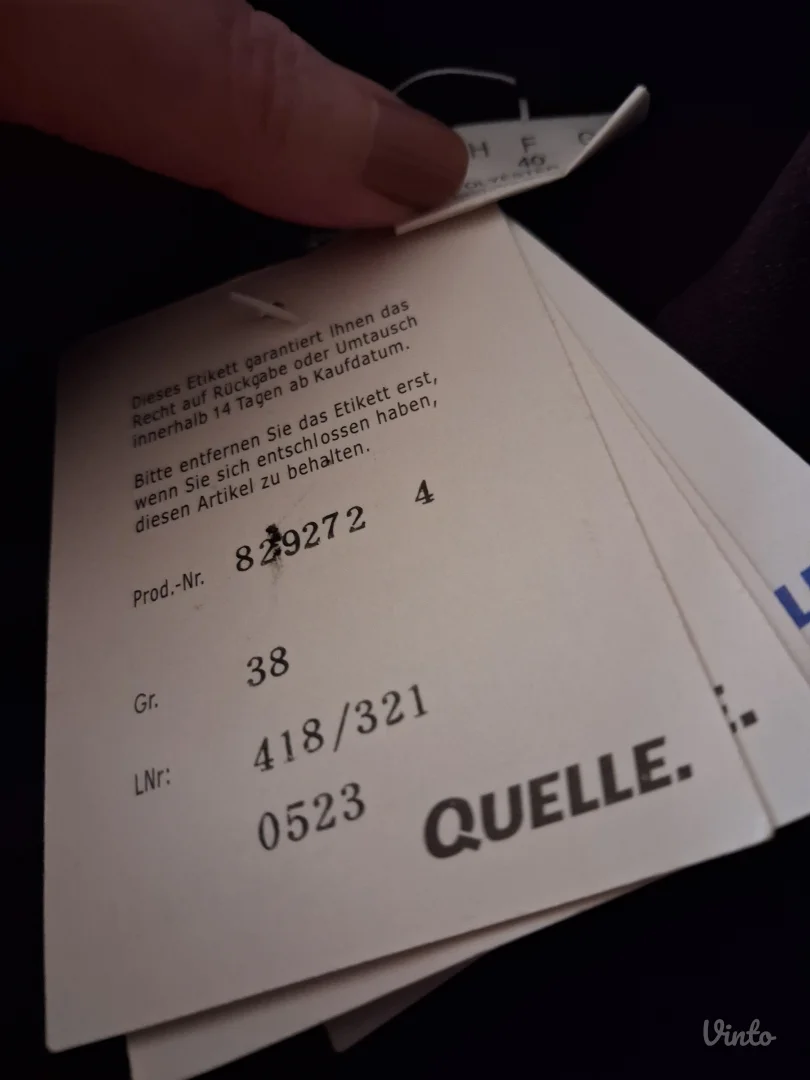 H F
40
Dieses Etikett garantiert Ihnen das
Recht auf Rückgabe oder Umtausch
innerhalb 14 Tagen ab Kaufdatum.
Bitte entfernen Sie das Etikett erst,
wenn Sie sich entschlossen haben,
diesen Artikel zu behalten.
Prod.-Nr. 829272 4
Gr. 38
LNr: 418/321
0523
QUELLE.
Vinto